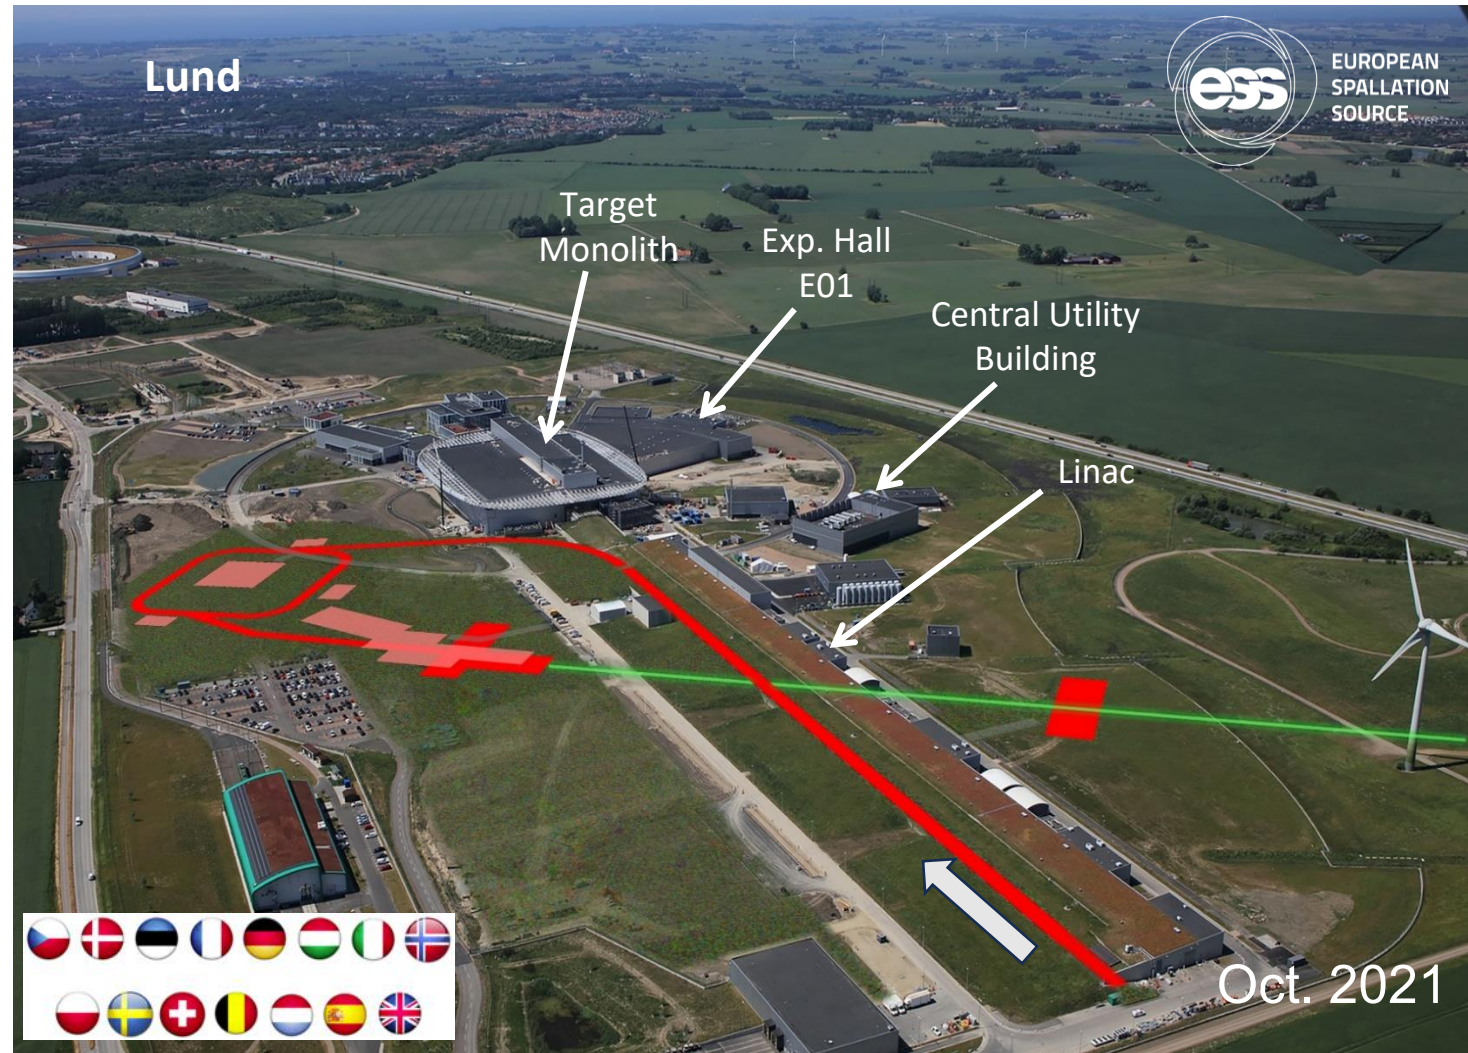 Lund
ess
EUROPEAN
SPALLATION
SOURCE
Target
Monolith
Exp. Hall
E01
Central Utility
Building
Linac
Oct. 2021